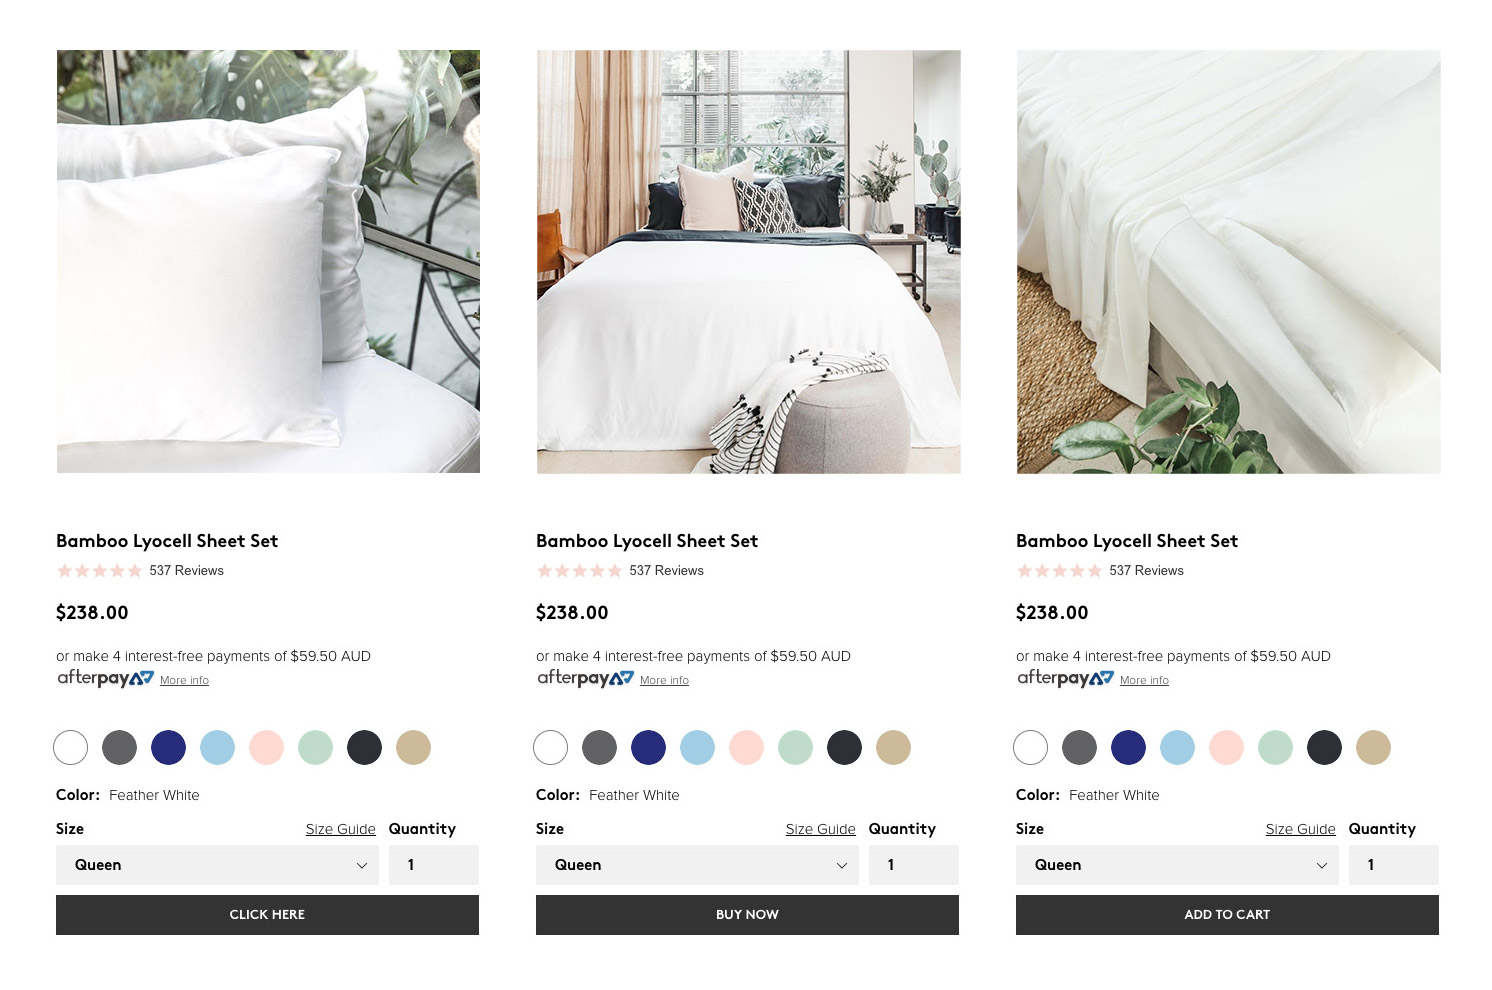 Bamboo Lyocell Sheet Set
537 Reviews
$238.00
or make 4 interest-free payments of $59.50 AUD
afterpay More info
Color: Feather White
Size Size Guide Quantity
Queen 1
CLICK HERE
Bamboo Lyocell Sheet Set
537 Reviews
$238.00
or make 4 interest-free payments of $59.50 AUD
afterpay More info
Color: Feather White
Size Size Guide Quantity
Queen 1
BUY NOW
Bamboo Lyocell Sheet Set
537 Reviews
$238.00
or make 4 interest-free payments of $59.50 AUD
afterpay More info
Color: Feather White
Size Size Guide Quantity
Queen 1
ADD TO CART